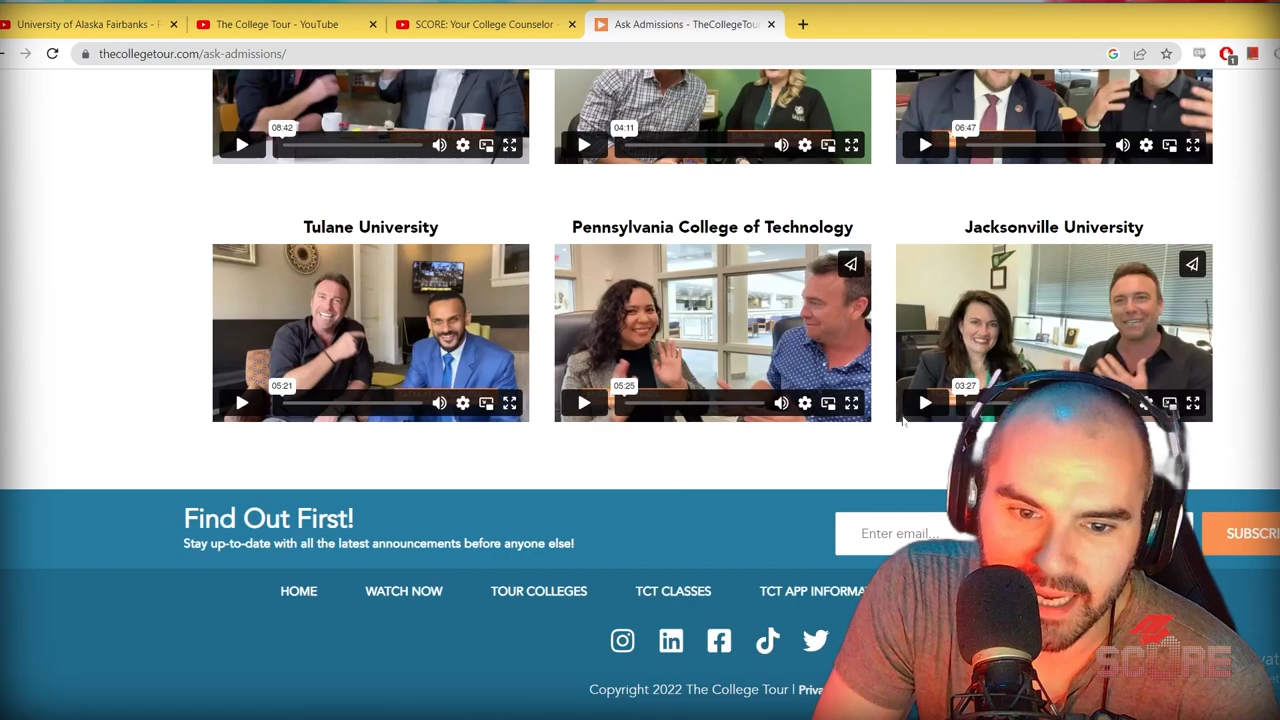 University of Alaska Fairbanks - F
The College Tour - YouTube
SCORE: Your College Counselor -
Ask Admissions - TheCollegeTou
thecollegetour.com/ask-admissions/
1
08:42
04:11
06:47
Tulane University
Pennsylvania College of Technology
Jacksonville University
05:21
05:25
03:27
Find Out First!
Stay up-to-date with all the latest announcements before anyone else!
Enter email...
SUBSCRI
HOME
WATCH NOW
TOUR COLLEGES
TCT CLASSES
TCT APP INFORMA
Copyright 2022 The College Tour | Priva
SCORE